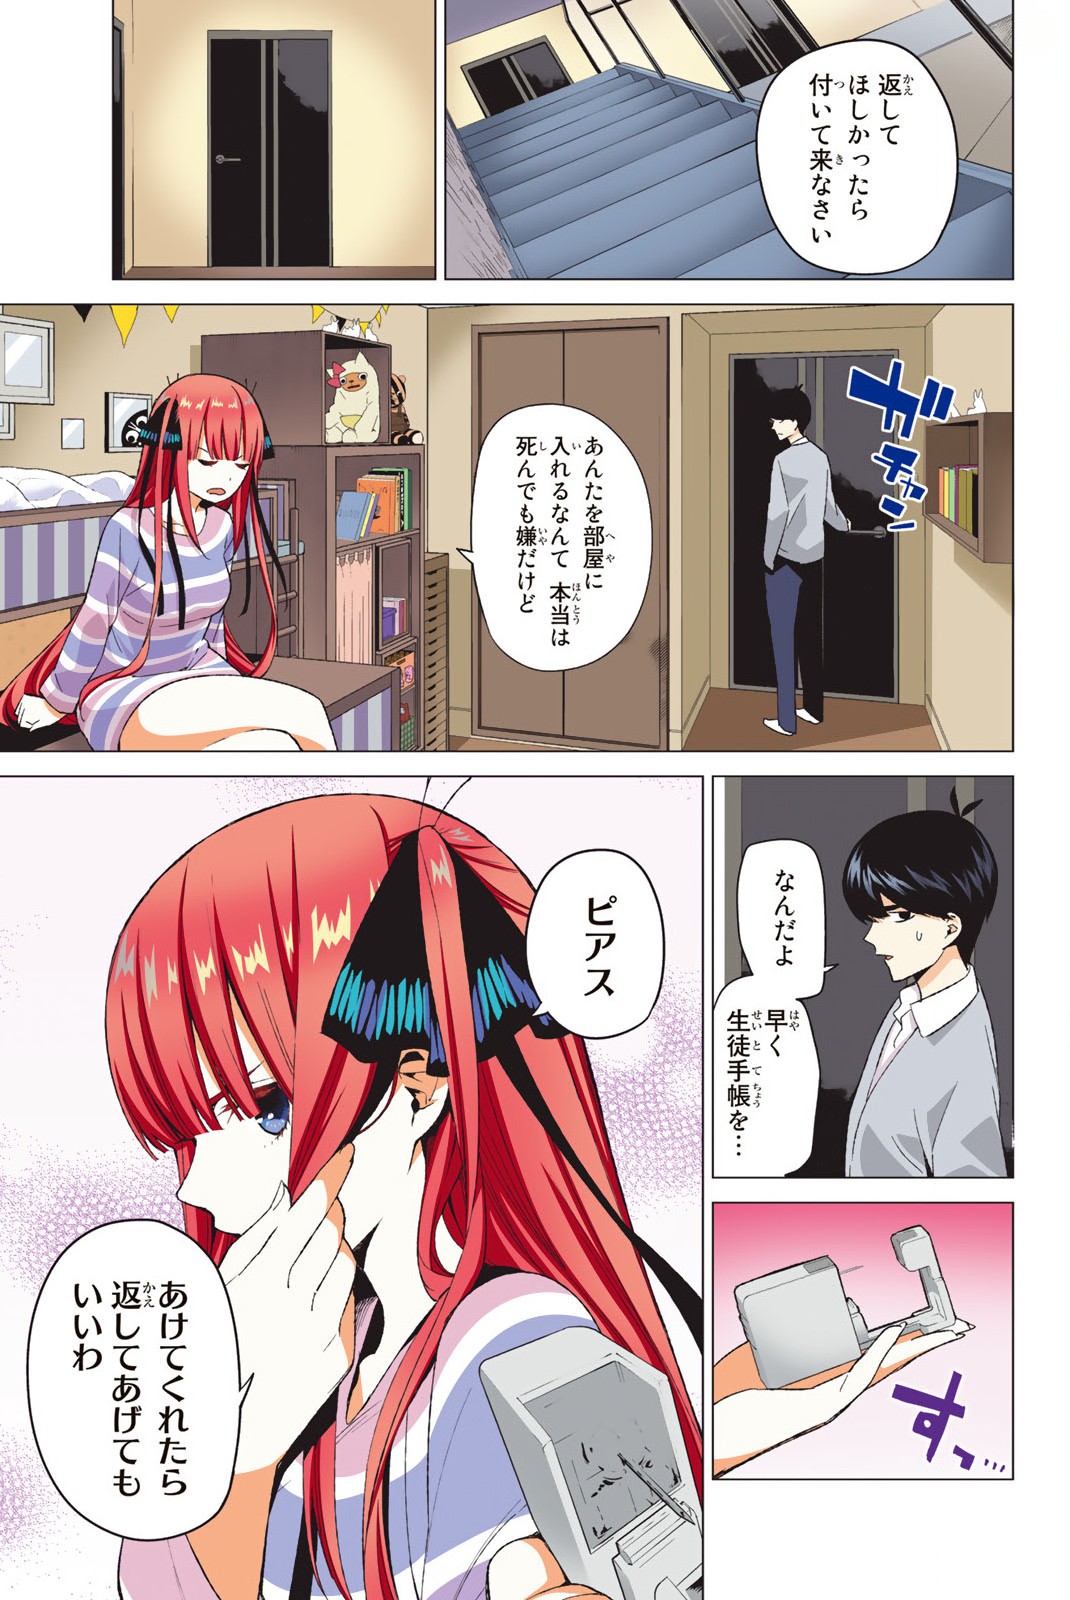 返して
ほしかったら
付いて来なさい
ガチャン
あんたを部屋に
入れるなんて本当は
死んでも嫌だけど
なんだよ
早く
生徒手帳を…
すっ…
ピアス
あけてくれたら
返してあげても
いいわ